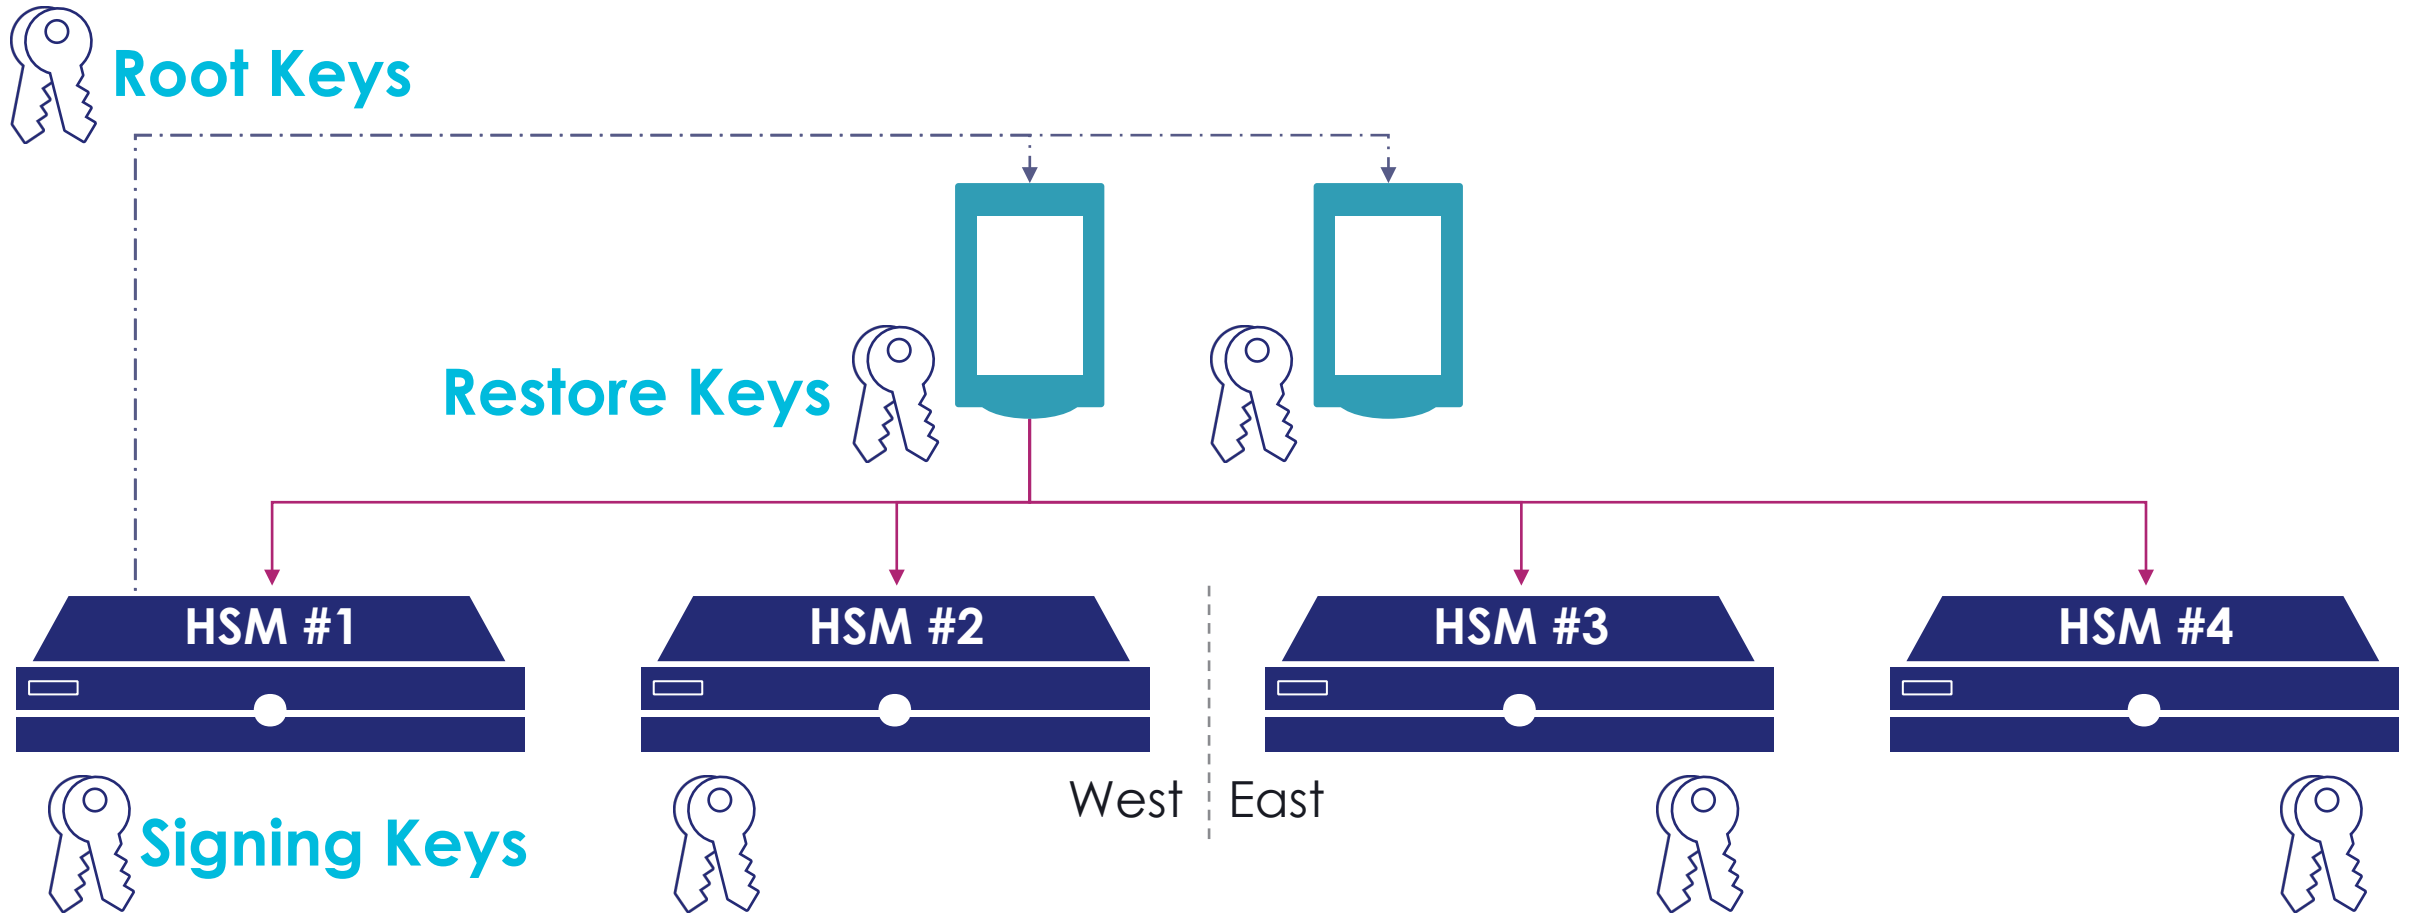 Root Keys
Restore Keys
HSM #1
HSM #2
HSM #3
HSM #4
West
East
Signing Keys